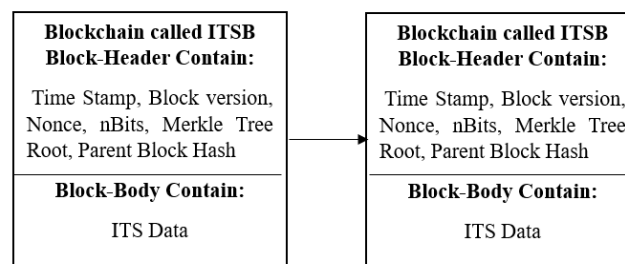 Blockchain called ITSB
Block-Header Contain:
Time Stamp, Block version,
Nonce, nBits, Merkle Tree
Root, Parent Block Hash
Block-Body Contain:
ITS Data
Blockchain called ITSB
Block-Header Contain:
Time Stamp, Block version,
Nonce, nBits, Merkle Tree
Root, Parent Block Hash
Block-Body Contain:
ITS Data